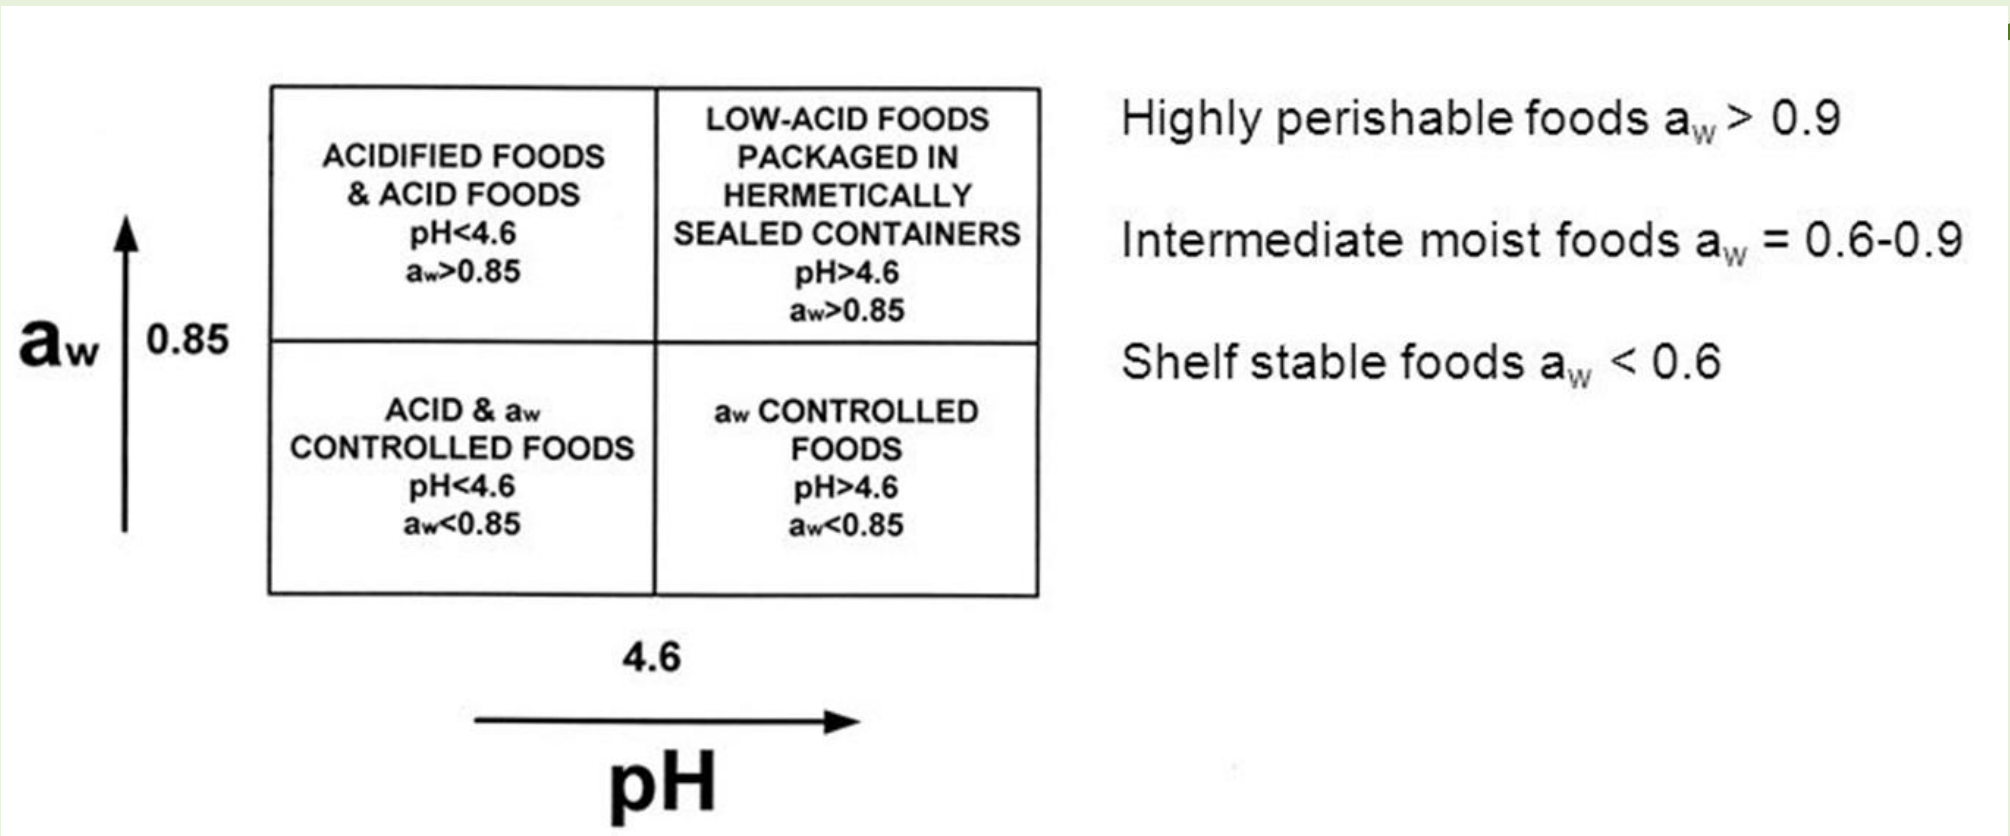 ACIDIFIED FOODS
& ACID FOODS
pH<4.6
aw>0.85
LOW-ACID FOODS
PACKAGED IN
HERMETICALLY
SEALED CONTAINERS
pH>4.6
aw>0.85
aw
0.85
ACID & aw
CONTROLLED FOODS
pH<4.6
aw<0.85
aw CONTROLLED
FOODS
pH>4.6
aw<0.85
4.6
pH
Highly perishable foods aw > 0.9
Intermediate moist foods aw = 0.6-0.9
Shelf stable foods aw < 0.6